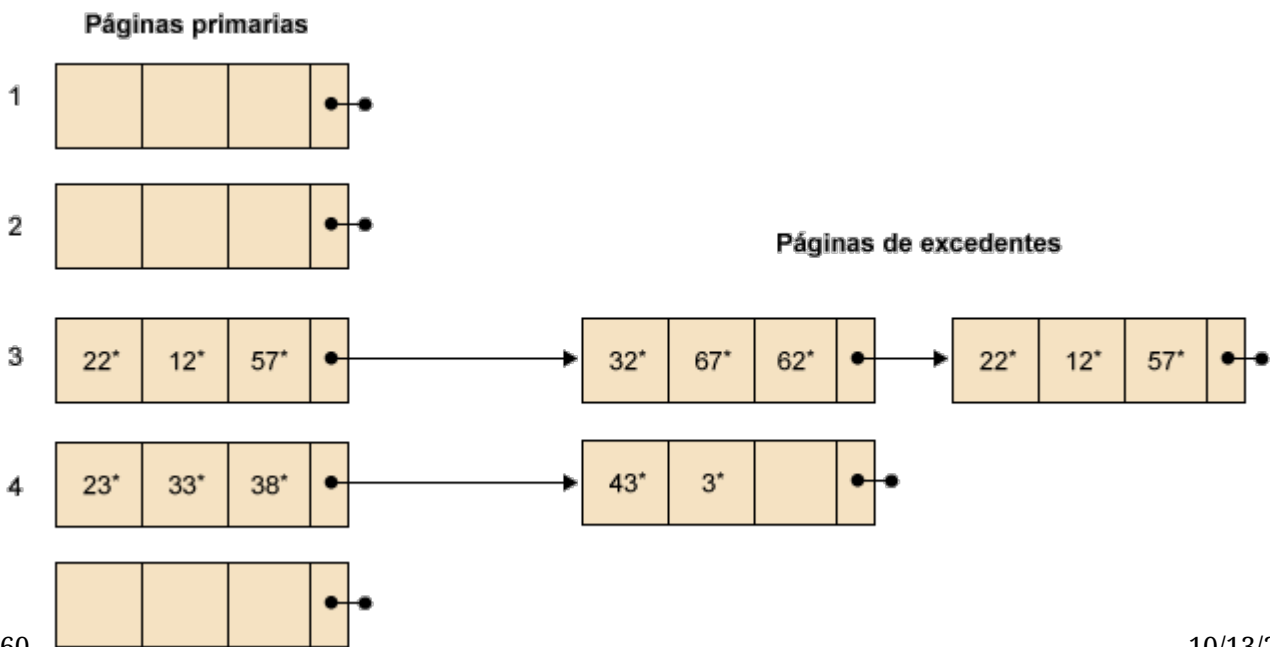 Páginas primarias
1
2
Páginas de excedentes
3 22* 12* 57* 32* 67* 62* 22* 12* 57*
4 23* 33* 38* 43* 3*